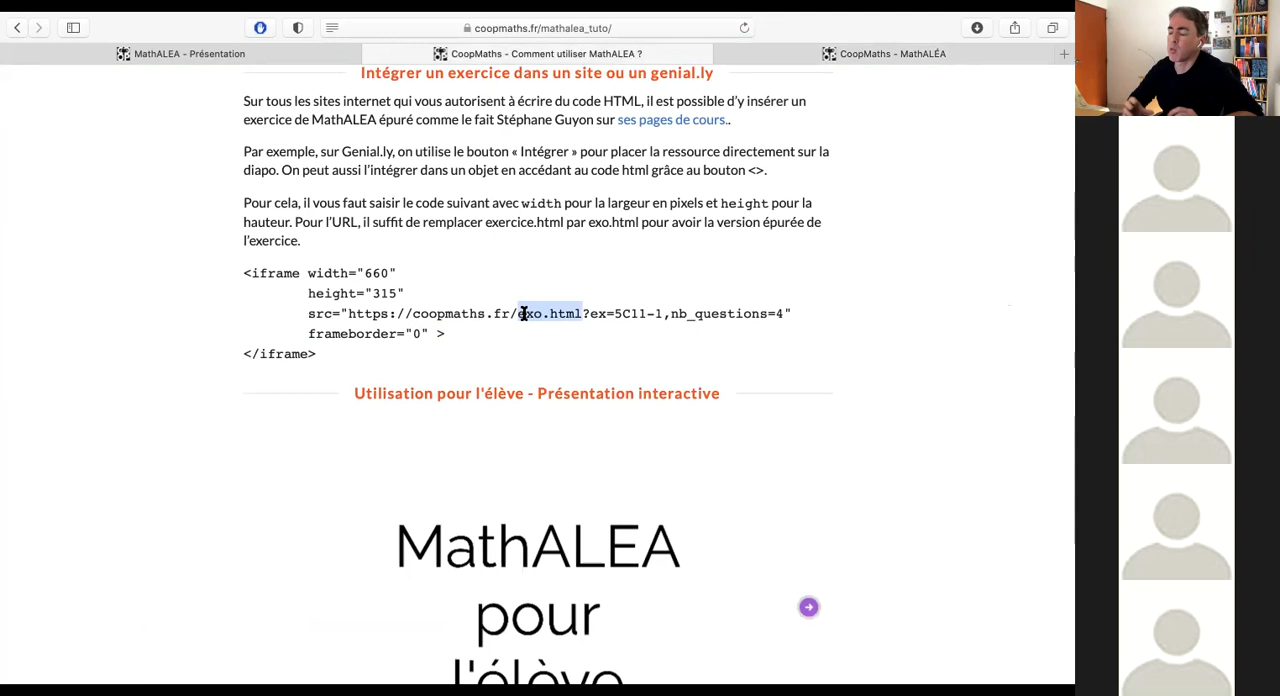 coopmaths.fr/mathalea_tuto/
MathALEA - Présentation
CoopMaths - Comment utiliser MathALEA ?
CoopMaths - MathALÉA
Intégrer un exercice dans un site ou un genial.ly
Sur tous les sites internet qui vous autorisent à écrire du code HTML, il est possible d'y insérer un
exercice de MathALEA épuré comme le fait Stéphane Guyon sur ses pages de cours..
Par exemple, sur Genial.ly, on utilise le bouton « Intégrer » pour placer la ressource directement sur la
diapo. On peut aussi l'intégrer dans un objet en accédant au code html grâce au bouton <>.
Pour cela, il vous faut saisir le code suivant avec width pour la largeur en pixels et height pour la
hauteur. Pour l'URL, il suffit de remplacer exercice.html par exo.html pour avoir la version épurée de
l'exercice.
<iframe width="660"
height="315"
src="https://coopmaths.fr/exo.html?ex=5C11-1,nb_questions=4"
frameborder="0" >
</iframe>
Utilisation pour l'élève - Présentation interactive
MathALEA
pour
l'élève